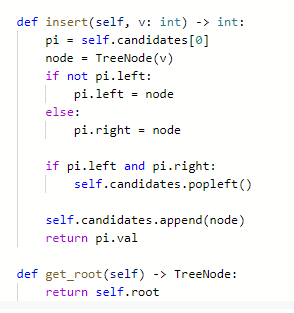 def insert(self, v: int) -> int:
    pi = self.candidates[0]
    node = TreeNode(v)
    if not pi.left:
        pi.left = node
    else:
        pi.right = node

    if pi.left and pi.right:
        self.candidates.popleft()

    self.candidates.append(node)
    return pi.val

def get_root(self) -> TreeNode:
    return self.root